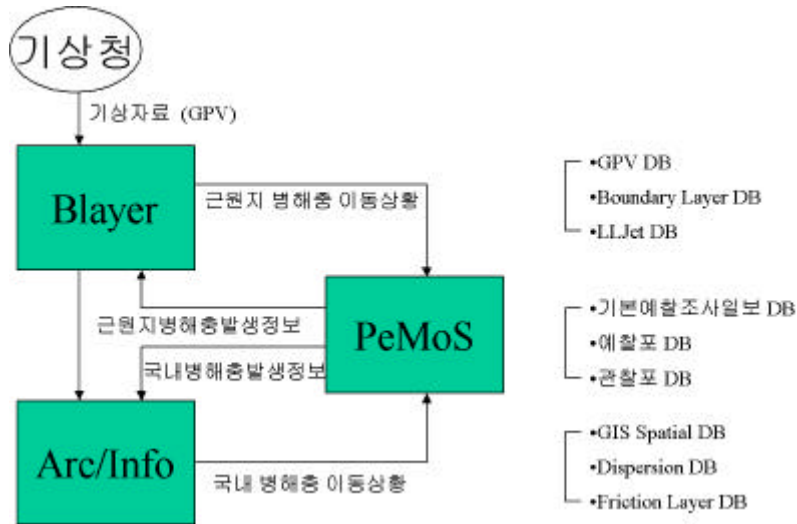 기상청
기상자료 (GPV)
Blayer
근원지 병해충 이동상황
PeMoS
근원지병해충발생정보
국내병해충발생정보
Arc/Info
국내 병해충 이동상황
•GPV DB
•Boundary Layer DB
•LLJet DB
•기본예찰조사일보 DB
•예찰포 DB
•관찰포 DB
•GIS Spatial DB
•Dispersion DB
•Friction Layer DB